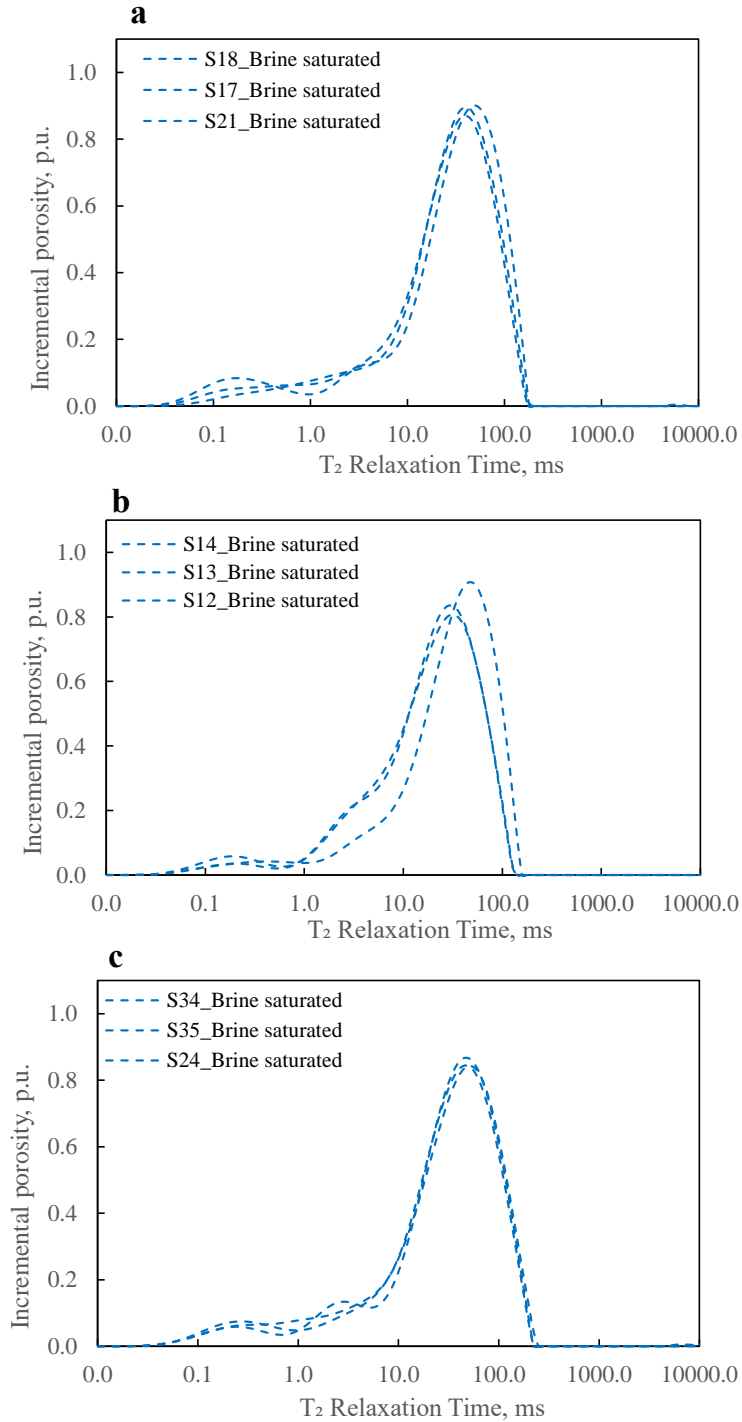 a
S18_Brine saturated
S17_Brine saturated
S21_Brine saturated
Incremental porosity, p.u.
1.0
0.8
0.6
0.4
0.2
0.0
0.0 0.1 1.0 10.0 100.0 1000.0 10000.0
T₂ Relaxation Time, ms
b
S14_Brine saturated
S13_Brine saturated
S12_Brine saturated
Incremental porosity, p.u.
1.0
0.8
0.6
0.4
0.2
0.0
0.0 0.1 1.0 10.0 100.0 1000.0 10000.0
T₂ Relaxation Time, ms
c
S34_Brine saturated
S35_Brine saturated
S24_Brine saturated
Incremental porosity, p.u.
1.0
0.8
0.6
0.4
0.2
0.0
0.0 0.1 1.0 10.0 100.0 1000.0 10000.0
T₂ Relaxation Time, ms